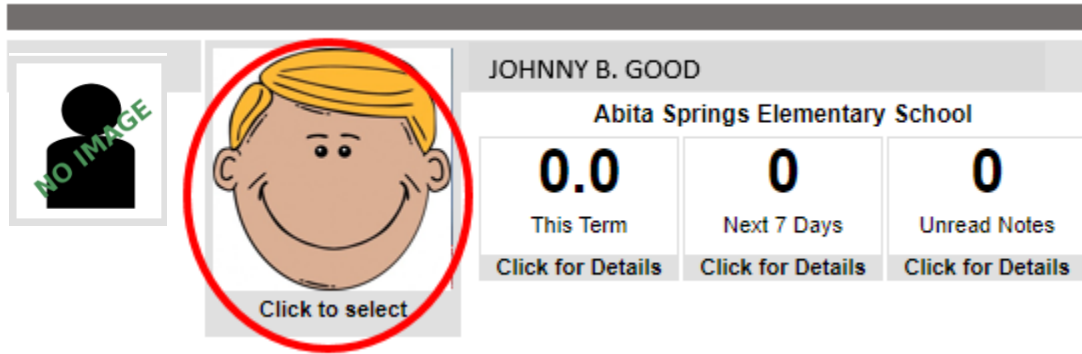 NO IMAGE
Click to select
JOHNNY B. GOOD
Abita Springs Elementary School
0.0 0 0
This Term Next 7 Days Unread Notes
Click for Details Click for Details Click for Details